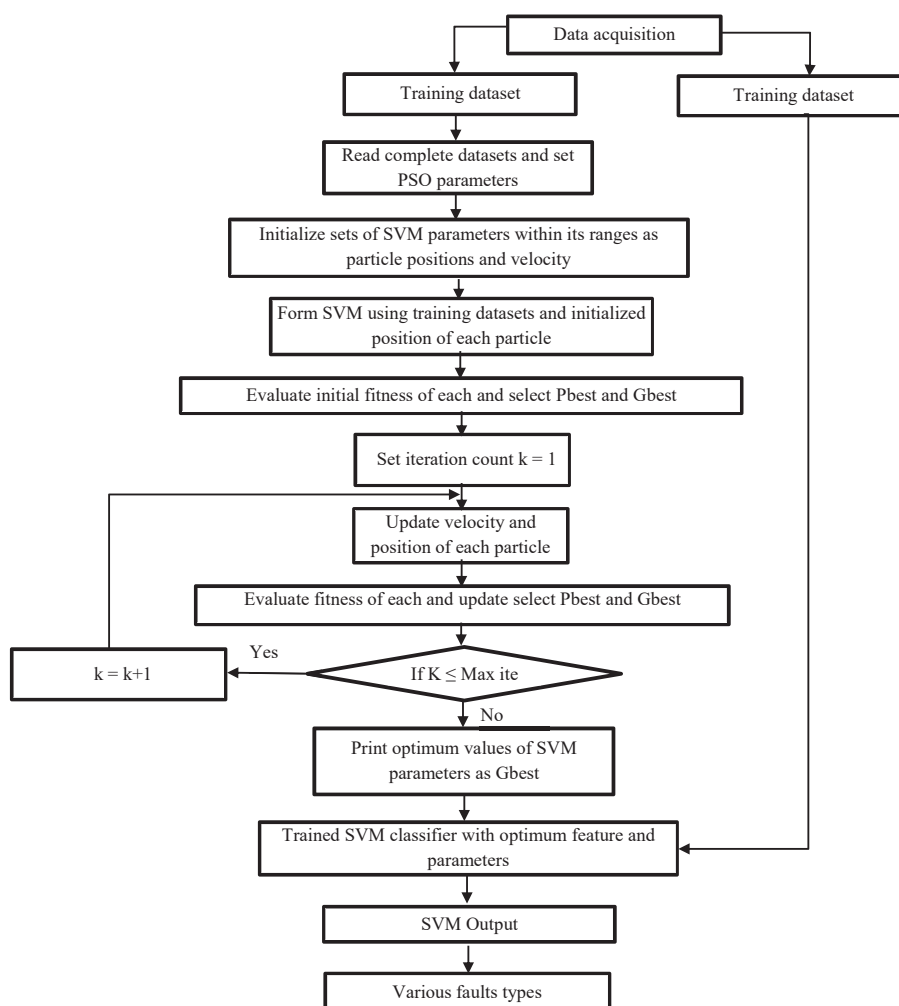 Data acquisition
Training dataset
Training dataset
Read complete datasets and set
PSO parameters
Initialize sets of SVM parameters within its ranges as
particle positions and velocity
Form SVM using training datasets and initialized
position of each particle
Evaluate initial fitness of each and select Pbest and Gbest
Set iteration count k = 1
Update velocity and
position of each particle
Evaluate fitness of each and update select Pbest and Gbest
Yes
k = k+1
If K ≤ Max ite
No
Print optimum values of SVM
parameters as Gbest
Trained SVM classifier with optimum feature and
parameters
SVM Output
Various faults types